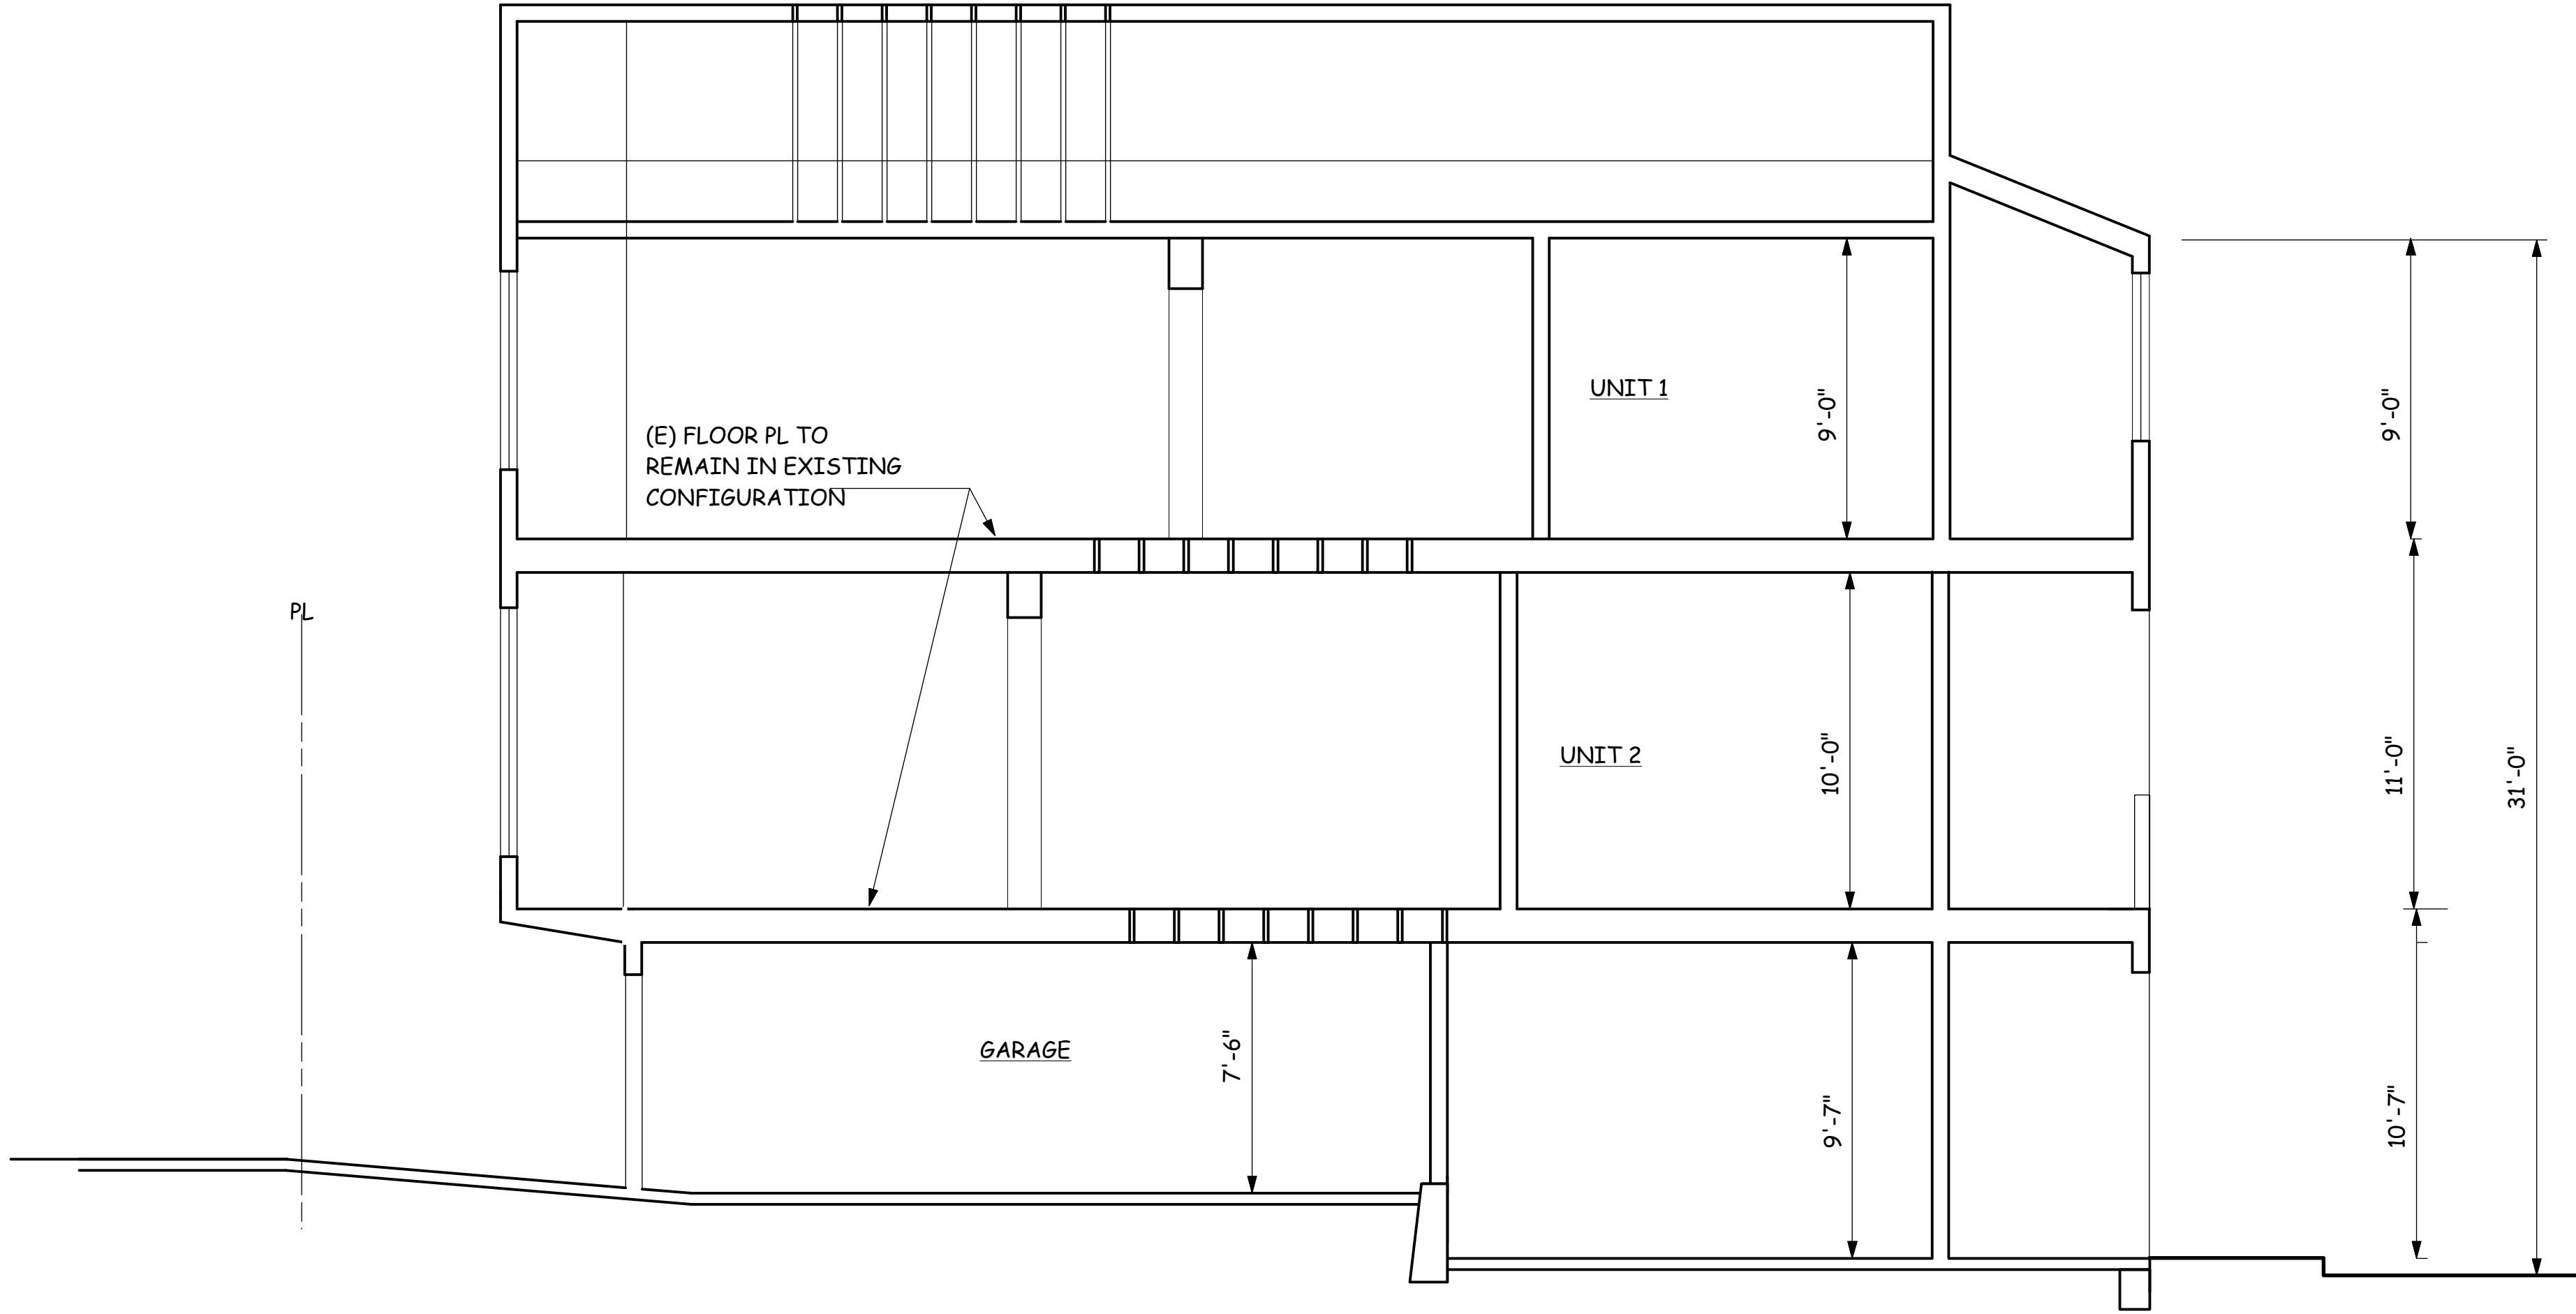 UNIT 1
9'-0"
9'-0"
(E) FLOOR PL TO
REMAIN IN EXISTING
CONFIGURATION
PL
UNIT 2
10'-0"
11'-0"
31'-0"
GARAGE
7'-6"
9'-7"
10'-7"